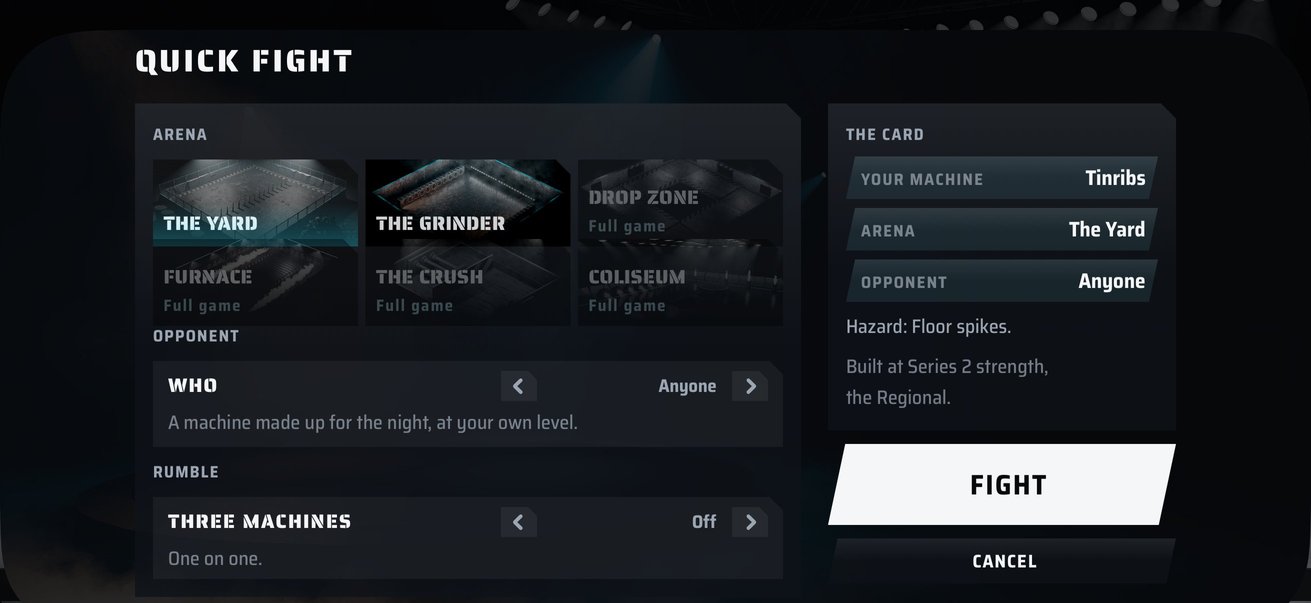 QUICK FIGHT
ARENA
THE YARD
THE GRINDER
DROP ZONE
Full game
FURNACE
Full game
THE CRUSH
Full game
COLISEUM
Full game
OPPONENT
WHO
Anyone
A machine made up for the night, at your own level.
RUMBLE
THREE MACHINES
Off
One on one.
THE CARD
YOUR MACHINE Tinribs
ARENA The Yard
OPPONENT Anyone
Hazard: Floor spikes.
Built at Series 2 strength,
the Regional.
FIGHT
CANCEL